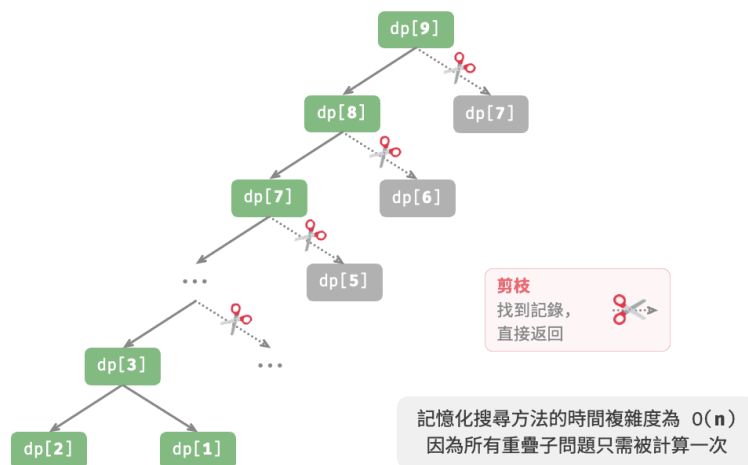 dp[9]
dp[8]
dp[7]
dp[7]
dp[6]
...
dp[5]
剪枝
找到記錄，
直接返回
dp[3]
...
dp[2]
dp[1]
記憶化搜尋方法的時間複雜度為 O(n)
因為所有重疊子問題只需被計算一次